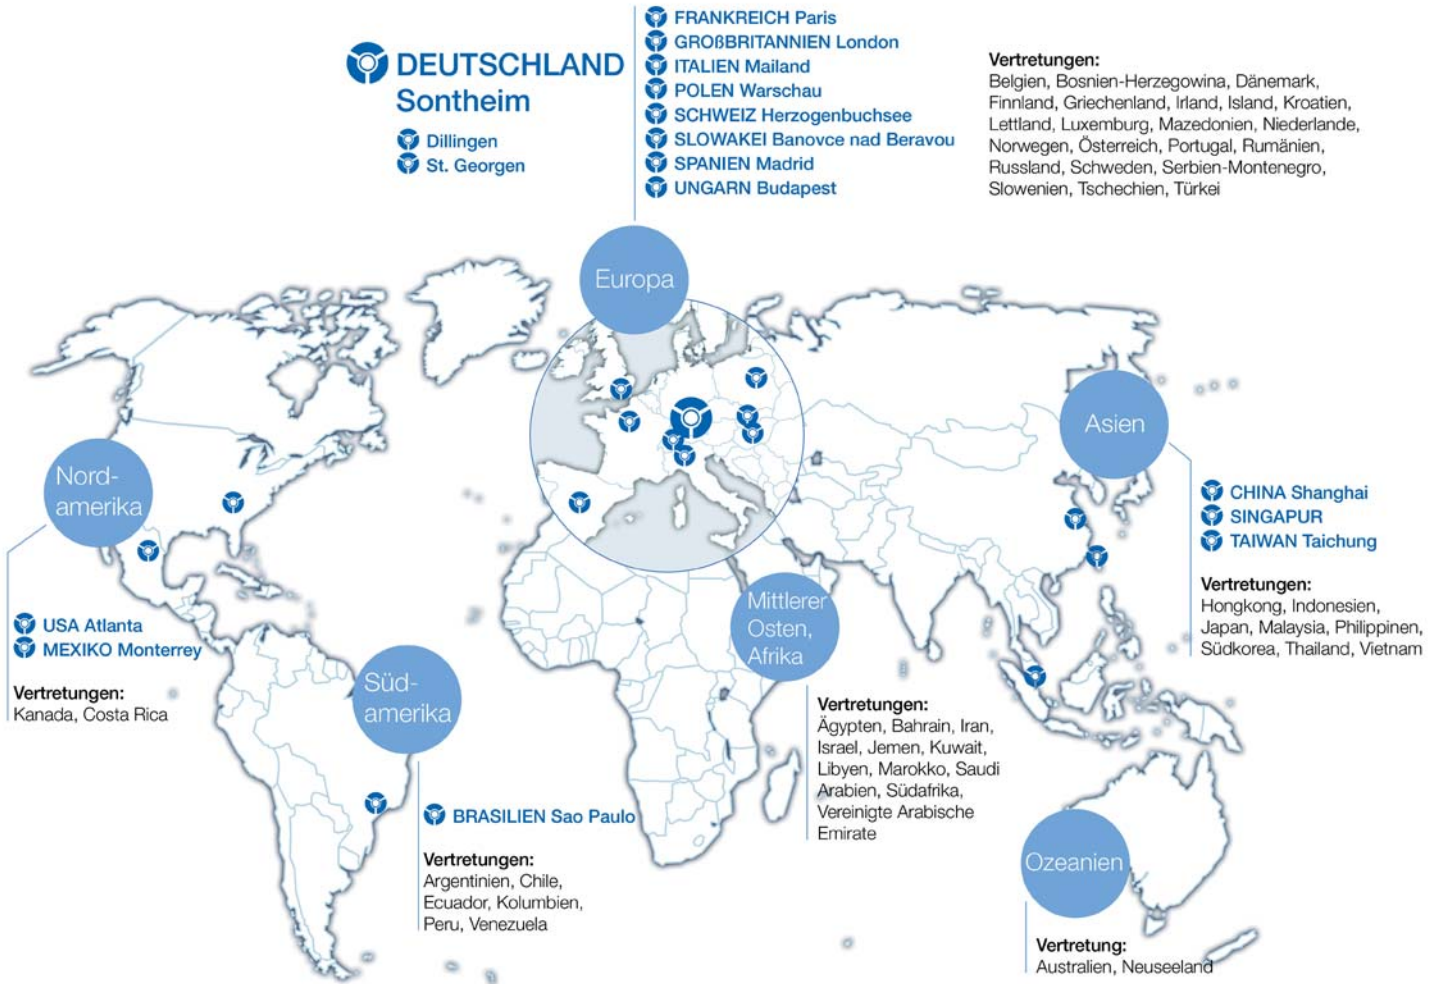 DEUTSCHLAND
Sontheim
Dillingen
St. Georgen
FRANKREICH Paris
GROßBRITANNIEN London
ITALIEN Mailand
POLEN Warschau
SCHWEIZ Herzogenbuchsee
SLOWAKEI Banovce nad Beravou
SPANIEN Madrid
UNGARN Budapest
Vertretungen:
Belgien, Bosnien-Herzegowina, Dänemark,
Finnland, Griechenland, Irland, Island, Kroatien,
Lettland, Luxemburg, Mazedonien, Niederlande,
Norwegen, Österreich, Portugal, Rumänien,
Russland, Schweden, Serbien-Montenegro,
Slowenien, Tschechien, Türkei
Europa
Asien
CHINA Shanghai
SINGAPUR
TAIWAN Taichung
Vertretungen:
Hongkong, Indonesien,
Japan, Malaysia, Philippinen,
Südkorea, Thailand, Vietnam
Nord-
amerika
USA Atlanta
MEXIKO Monterrey
Vertretungen:
Kanada, Costa Rica
Süd-
amerika
BRASILIEN Sao Paulo
Vertretungen:
Argentinien, Chile,
Ecuador, Kolumbien,
Peru, Venezuela
Mittlerer
Osten,
Afrika
Vertretungen:
Ägypten, Bahrain, Iran,
Israel, Jemen, Kuwait,
Libyen, Marokko, Saudi
Arabien, Südafrika,
Vereinigte Arabische
Emirate
Ozeanien
Vertretung:
Australien, Neuseeland